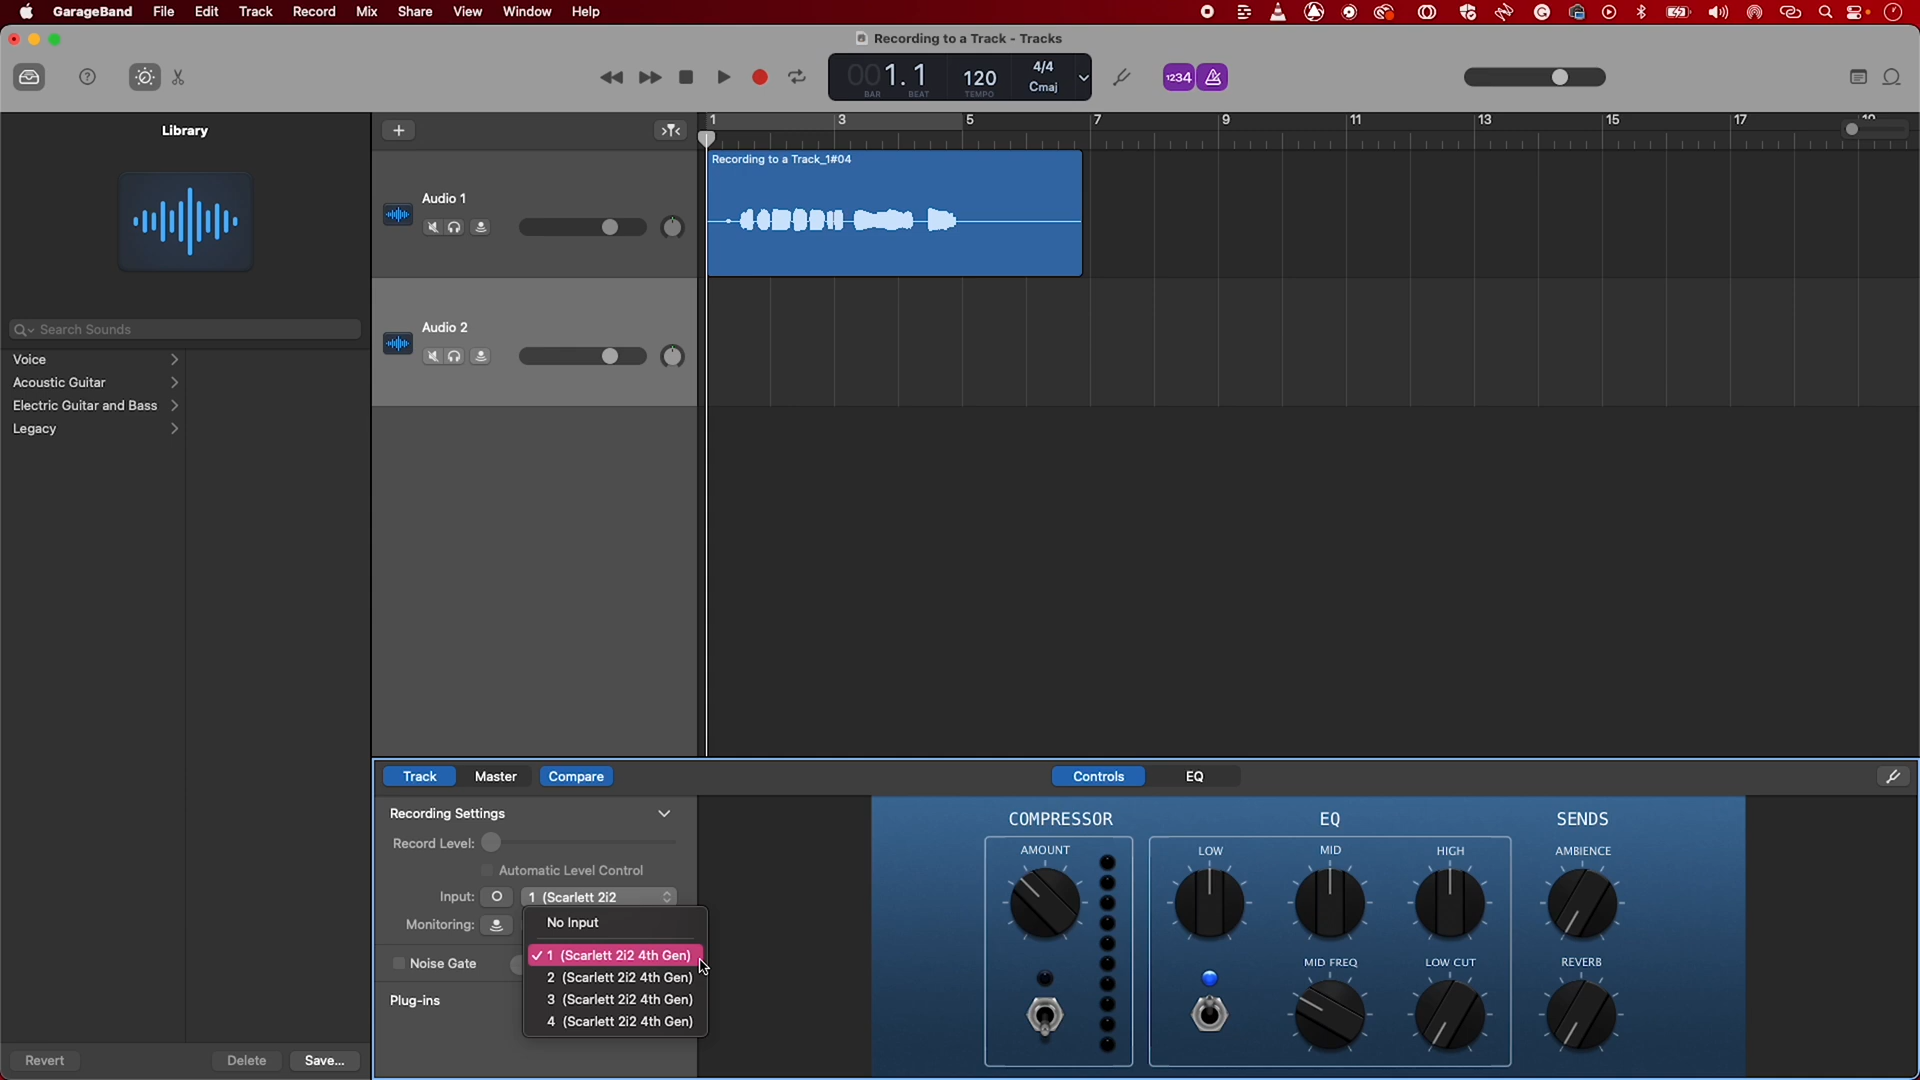 GarageBand File Edit Track Record Mix Share View Window Help
Recording to a Track - Tracks
001.1
BAR BEAT
120
TEMPO
4/4
Cmaj
1234
Library
Search Sounds
Voice
Acoustic Guitar
Electric Guitar and Bass
Legacy
Revert
Delete
Save...
1 3 5 7 9 11 13 15 17 19
Audio 1
Recording to a Track_1#04
Audio 2
Track Master Compare
Controls EQ
Recording Settings
Record Level:
Automatic Level Control
Input: 1 (Scarlett 2i2
Monitoring:
Noise Gate
Plug-ins
No Input
✓ 1 (Scarlett 2i2 4th Gen)
2 (Scarlett 2i2 4th Gen)
3 (Scarlett 2i2 4th Gen)
4 (Scarlett 2i2 4th Gen)
COMPRESSOR
AMOUNT
EQ
LOW MID HIGH
MID FREQ LOW CUT
SENDS
AMBIENCE
REVERB